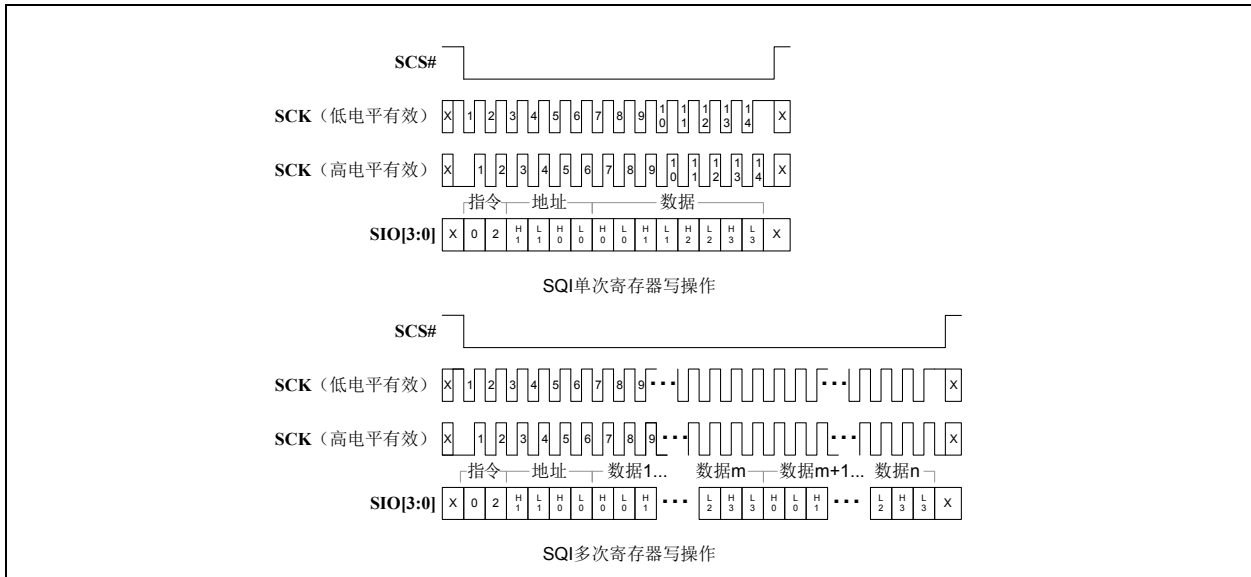 SCS#
SCK（低电平有效） X 1 2 3 4 5 6 7 8 9 10 11 12 13 14 X
SCK（高电平有效） X 1 2 3 4 5 6 7 8 9 10 11 12 13 14 X
指令 地址 数据
SIO[3:0] X 0 2 H1 L1 H0 L0 H0 L0 H1 L1 H2 L2 H3 L3 X
SQI单次寄存器写操作
SCS#
SCK（低电平有效） X 1 2 3 4 5 6 7 8 9 ··· ··· X
SCK（高电平有效） X 1 2 3 4 5 6 7 8 9 ··· ··· X
指令 地址 数据1... 数据m 数据m+1... 数据n
SIO[3:0] X 0 2 H1 L1 H0 L0 H0 L0 H1 ··· L2 H3 L3 H0 L0 H1 ··· L2 H3 L3 X
SQI多次寄存器写操作